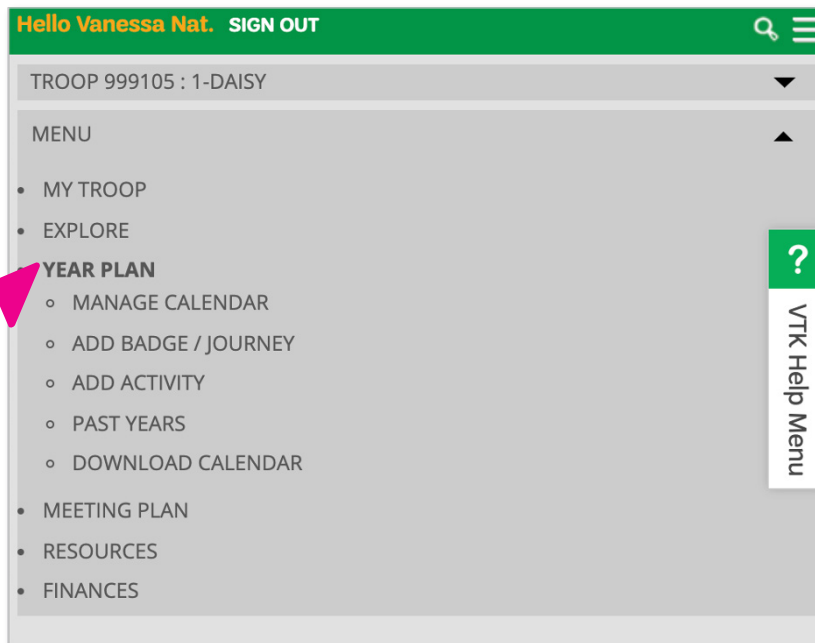 Hello Vanessa Nat. SIGN OUT
TROOP 999105 : 1-DAISY
MENU
MY TROOP
EXPLORE
YEAR PLAN
MANAGE CALENDAR
ADD BADGE / JOURNEY
ADD ACTIVITY
PAST YEARS
DOWNLOAD CALENDAR
MEETING PLAN
RESOURCES
FINANCES
?
VTK Help Menu